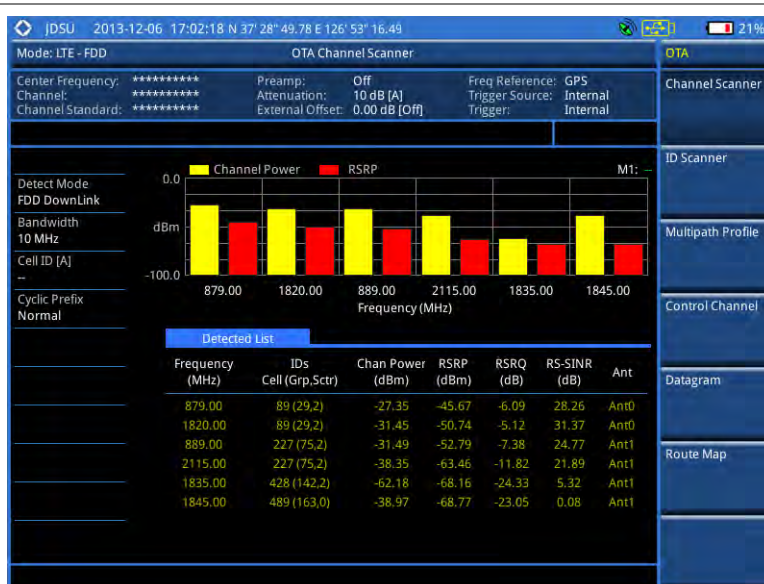 JDSU 2013-12-06 17:02:18 N 37' 28" 49.78 E 126' 53" 16.49 21%
Mode: LTE - FDD OTA Channel Scanner OTA
Center Frequency: ********** Preamp: Off Freq Reference: GPS
Channel: ********** Attenuation: 10 dB [A] Trigger Source: Internal
Channel Standard: ********** External Offset: 0.00 dB [Off] Trigger: Internal
Channel Scanner
ID Scanner
Multipath Profile
Control Channel
Datagram
Route Map
Detect Mode
FDD DownLink
Bandwidth
10 MHz
Cell ID [A]
--
Cyclic Prefix
Normal
Channel Power RSRP M1: --
0.0
dBm
-100.0
879.00 1820.00 889.00 2115.00 1835.00 1845.00
Frequency (MHz)
Detected List
Frequency IDs Chan Power RSRP RSRQ RS-SINR Ant
(MHz) Cell (Grp,Sctr) (dBm) (dBm) (dB) (dB)
879.00 89 (29,2) -27.35 -45.67 -6.09 28.26 Ant0
1820.00 89 (29,2) -31.45 -50.74 -5.12 31.37 Ant0
889.00 227 (75,2) -31.49 -52.79 -7.38 24.77 Ant1
2115.00 227 (75,2) -38.35 -63.46 -11.82 21.89 Ant1
1835.00 428 (142,2) -62.18 -68.16 -24.33 5.32 Ant1
1845.00 489 (163,0) -38.97 -68.77 -23.05 0.08 Ant1